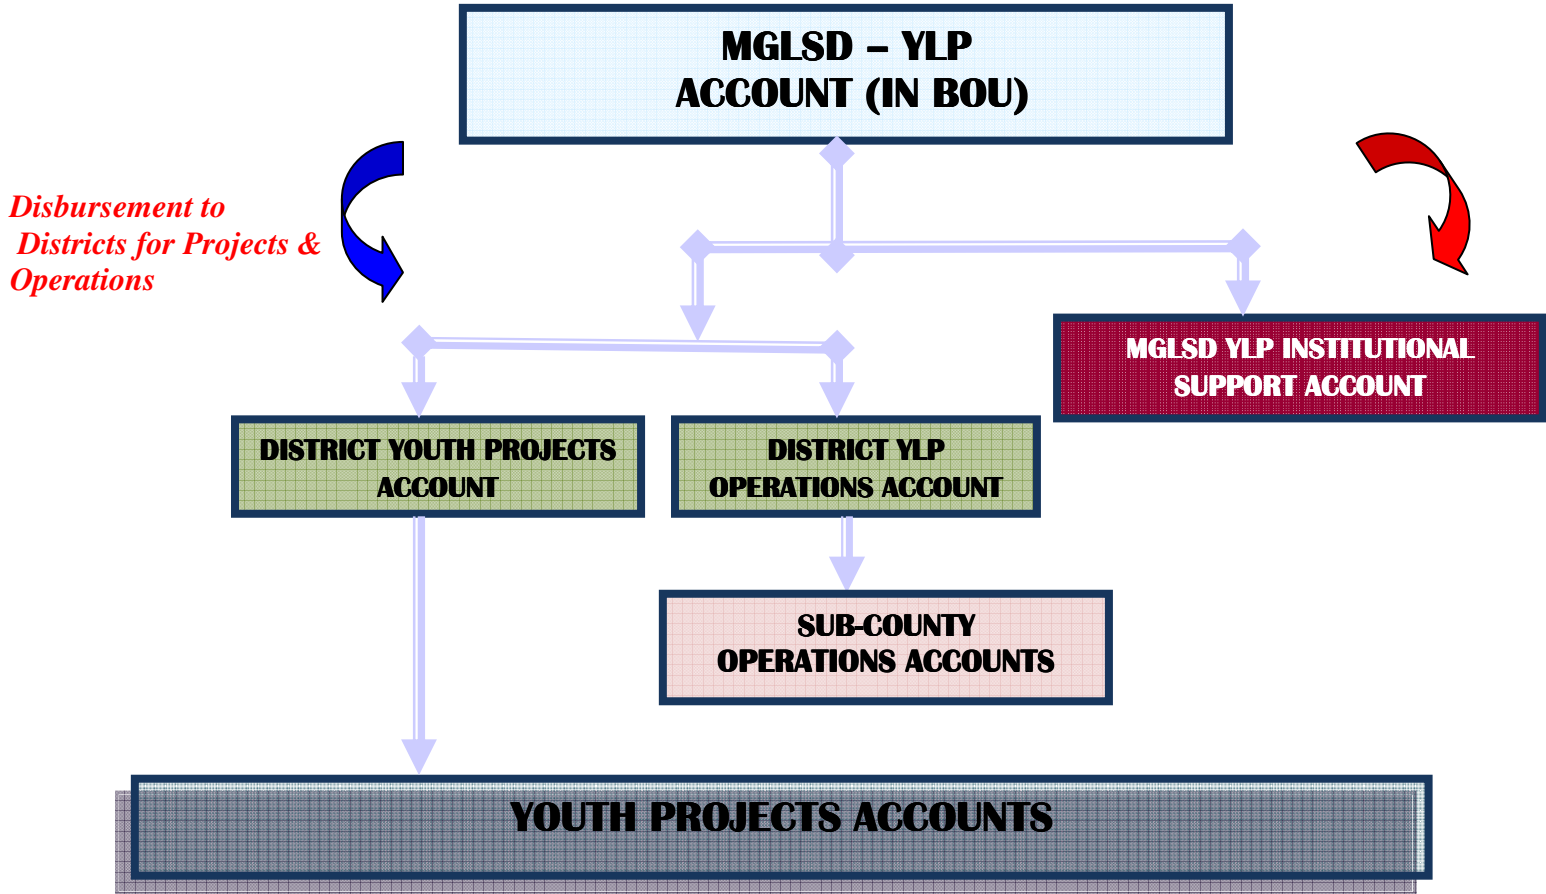 MGLSD – YLP
ACCOUNT (IN BOU)
Disbursement to
Districts for Projects &
Operations
MGLSD YLP INSTITUTIONAL
SUPPORT ACCOUNT
DISTRICT YOUTH PROJECTS
ACCOUNT
DISTRICT YLP
OPERATIONS ACCOUNT
SUB-COUNTY
OPERATIONS ACCOUNTS
YOUTH PROJECTS ACCOUNTS